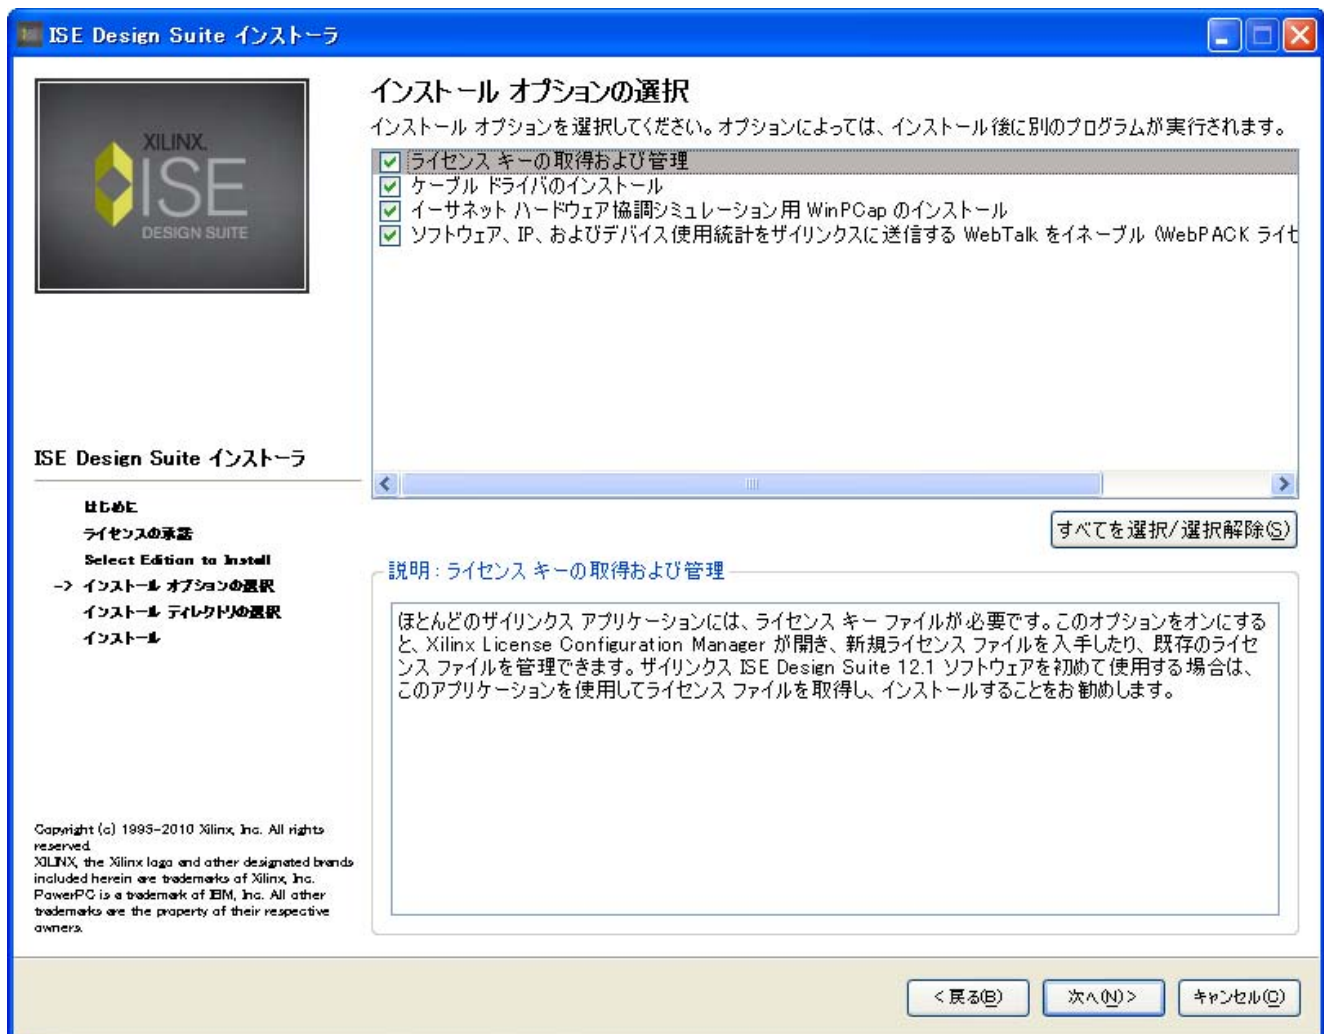 ISE Design Suite インストーラ
XILINX.
ISE
DESIGN SUITE
ISE Design Suite インストーラ
はじめに
ライセンスの承諾
Select Edition to Install
-> インストール オプションの選択
インストール ディレクトリの選択
インストール
Copyright (c) 1995-2010 Xilinx, Inc. All rights
reserved.
XILINX, the Xilinx logo and other designated brands
included herein are trademarks of Xilinx, Inc.
PowerPC is a trademark of IBM, Inc. All other
trademarks are the property of their respective
owners.
インストール オプションの選択
インストール オプションを選択してください。オプションによっては、インストール後に別のプログラムが実行されます。
ライセンス キーの取得および管理
ケーブル ドライバのインストール
イーサネット ハードウェア協調シミュレーション用 WinPCap のインストール
ソフトウェア、IP、およびデバイス使用統計をザイリンクスに送信する WebTalk をイネーブル (WebPACK ライセ
すべてを選択/選択解除(S)
説明 : ライセンス キーの取得および管理
ほとんどのザイリンクス アプリケーションには、ライセンス キー ファイルが必要です。このオプションをオンにする
と、Xilinx License Configuration Manager が開き、新規ライセンス ファイルを入手したり、既存のライセ
ンス ファイルを管理できます。ザイリンクス ISE Design Suite 12.1 ソフトウェアを初めて使用する場合は、
このアプリケーションを使用してライセンス ファイルを取得し、インストールすることをお勧めします。
< 戻る(B)
次へ(N) >
キャンセル(C)